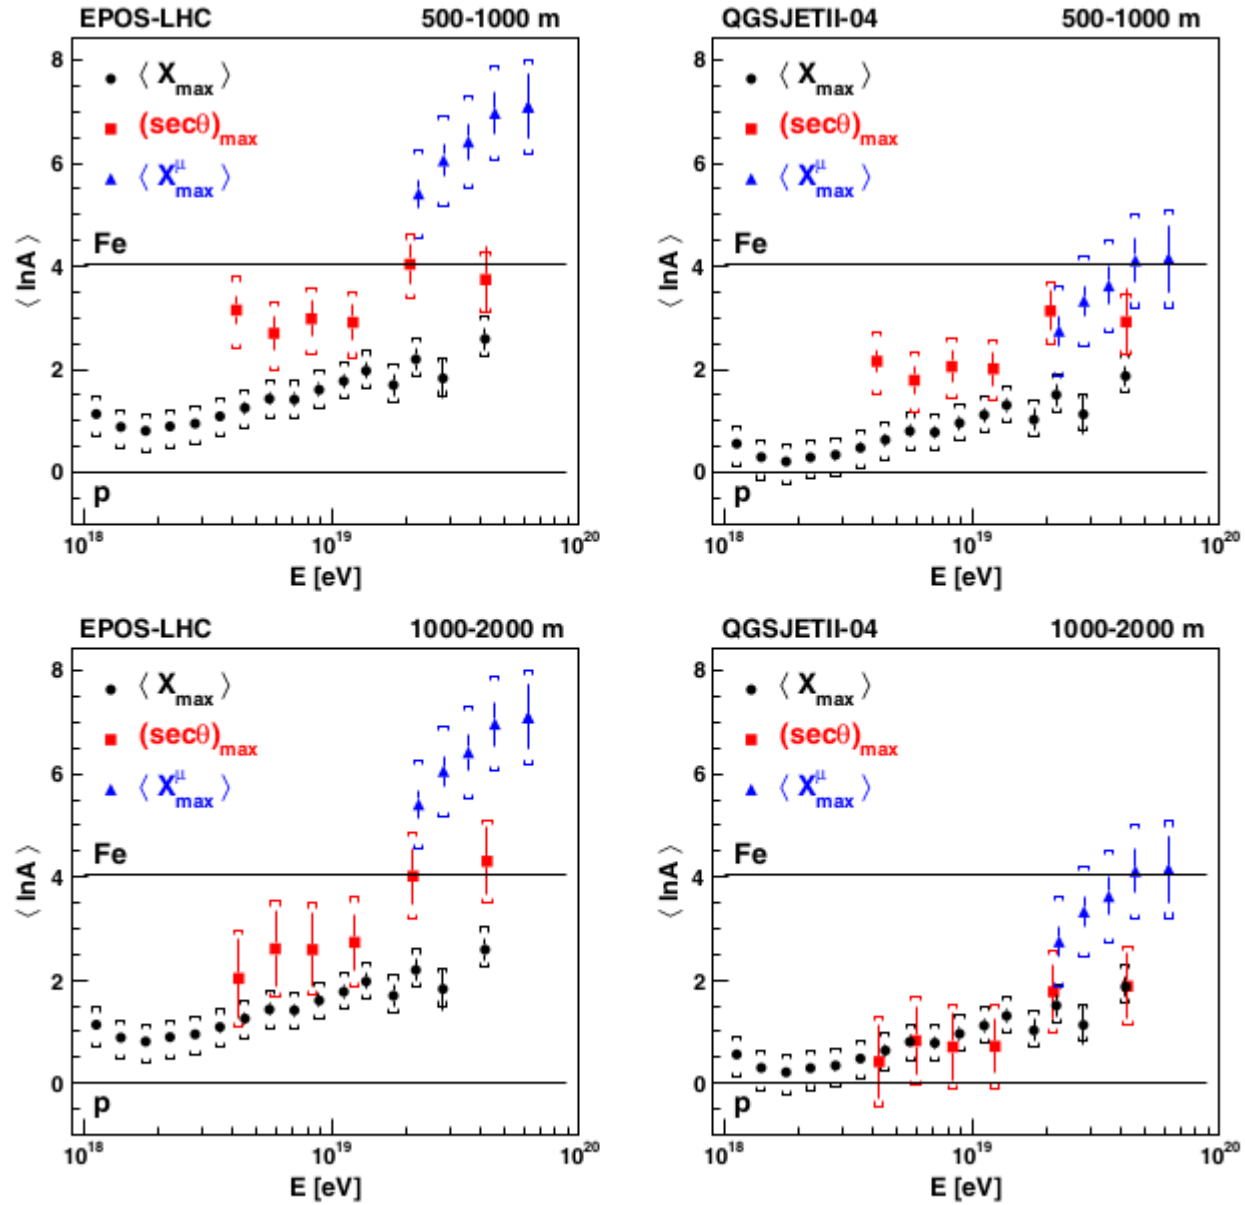 EPOS-LHC 500-1000 m
8
⟨ X_max ⟩
(secθ)_max
6
⟨ X^μ_max ⟩
Fe
⟨ lnA ⟩
4
2
0
p
10^18 10^19 10^20
E [eV]
QGSJETII-04 500-1000 m
8
⟨ X_max ⟩
(secθ)_max
6
⟨ X^μ_max ⟩
Fe
⟨ lnA ⟩
4
2
0
p
10^18 10^19 10^20
E [eV]
EPOS-LHC 1000-2000 m
8
⟨ X_max ⟩
(secθ)_max
6
⟨ X^μ_max ⟩
Fe
⟨ lnA ⟩
4
2
0
p
10^18 10^19 10^20
E [eV]
QGSJETII-04 1000-2000 m
8
⟨ X_max ⟩
(secθ)_max
6
⟨ X^μ_max ⟩
Fe
⟨ lnA ⟩
4
2
0
p
10^18 10^19 10^20
E [eV]